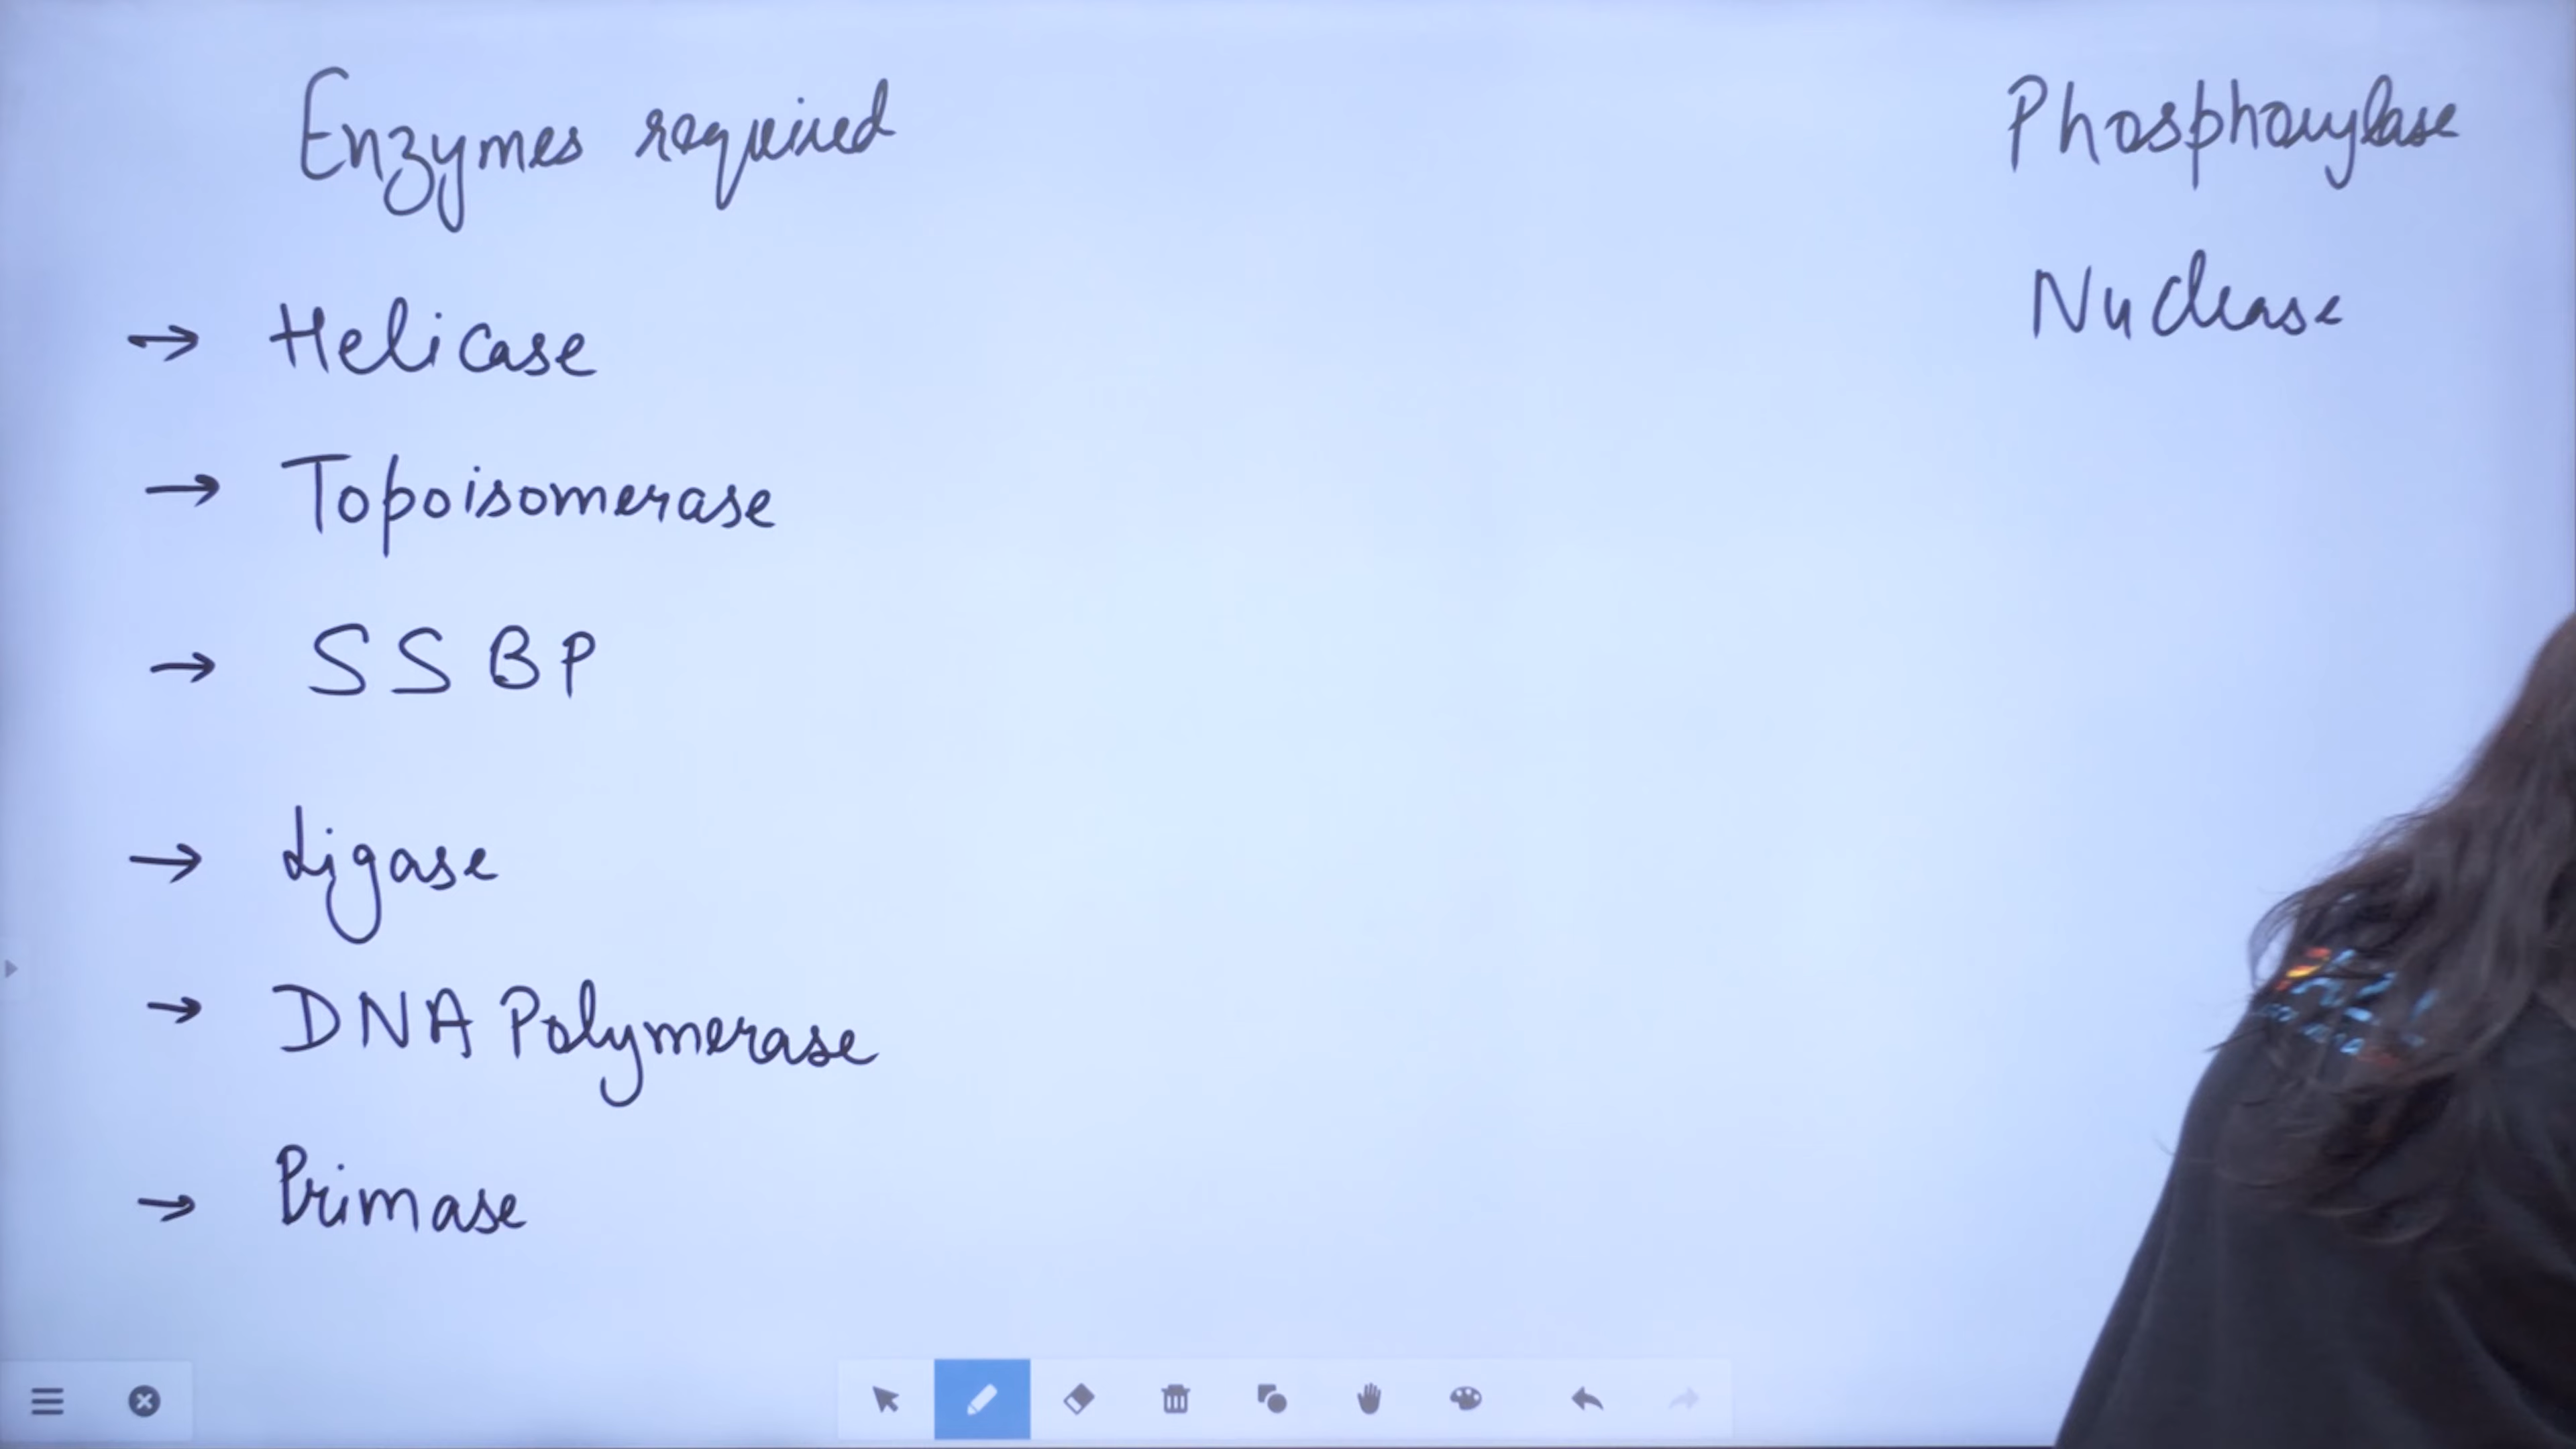 Enzymes required
Phosphorylase
Nuclease
→ Helicase
→ Topoisomerase
→ SSBP
→ Ligase
→ DNA Polymerase
→ Primase